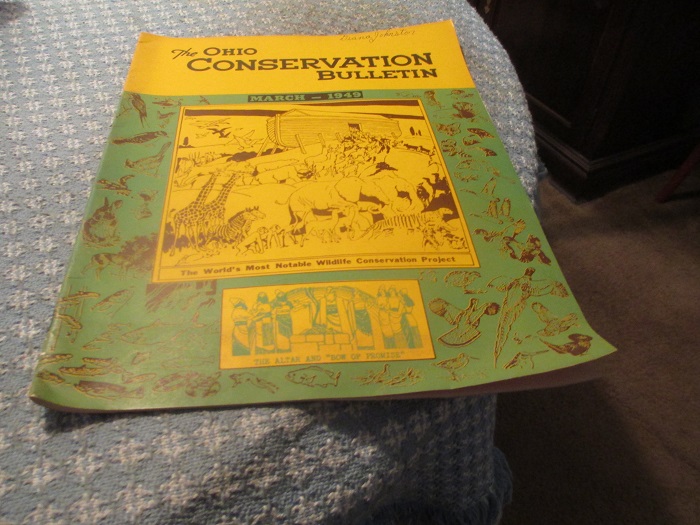 The OHIO
CONSERVATION
BULLETIN
MARCH - 1949
The World's Most Notable Wildlife Conservation Project
THE ALTAR AND "BOW OF PROMISE"